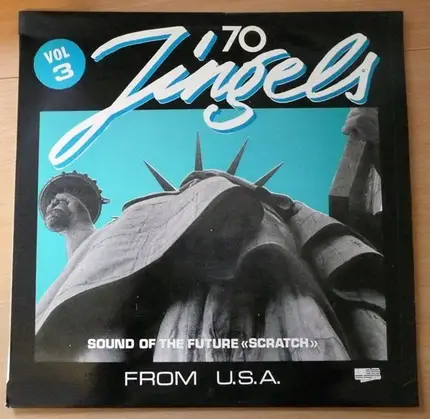 VOL
3
70
Jingels
SOUND OF THE FUTURE «SCRATCH»
FROM U.S.A.